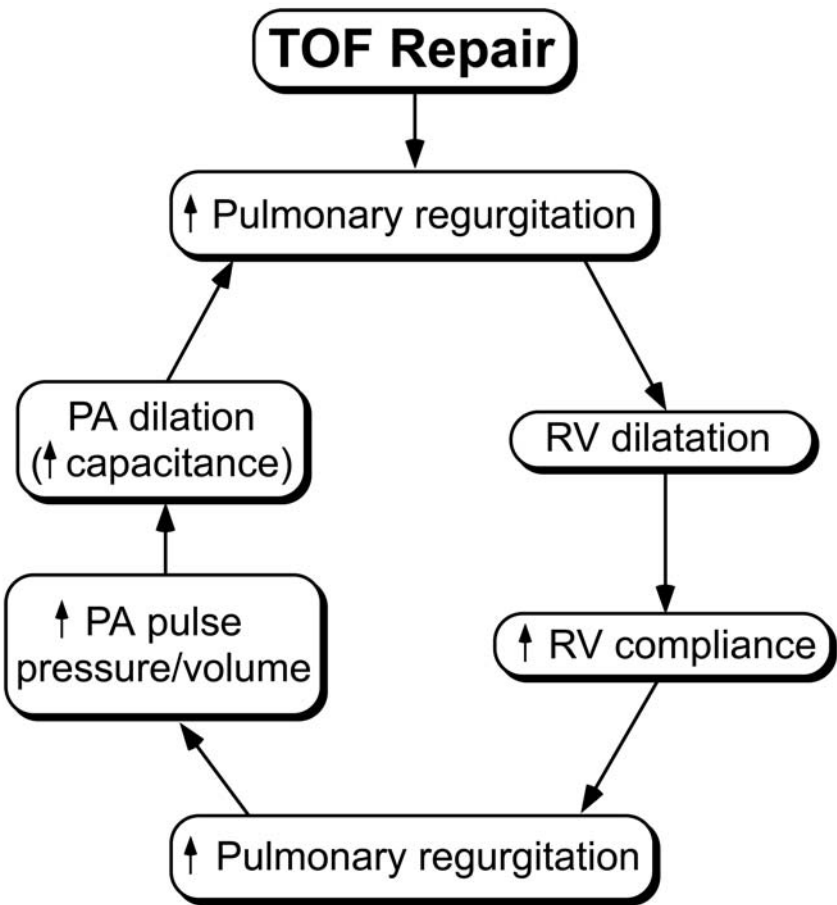 TOF Repair
↑ Pulmonary regurgitation
RV dilatation
↑ RV compliance
↑ Pulmonary regurgitation
↑ PA pulse
pressure/volume
PA dilation
(↑ capacitance)